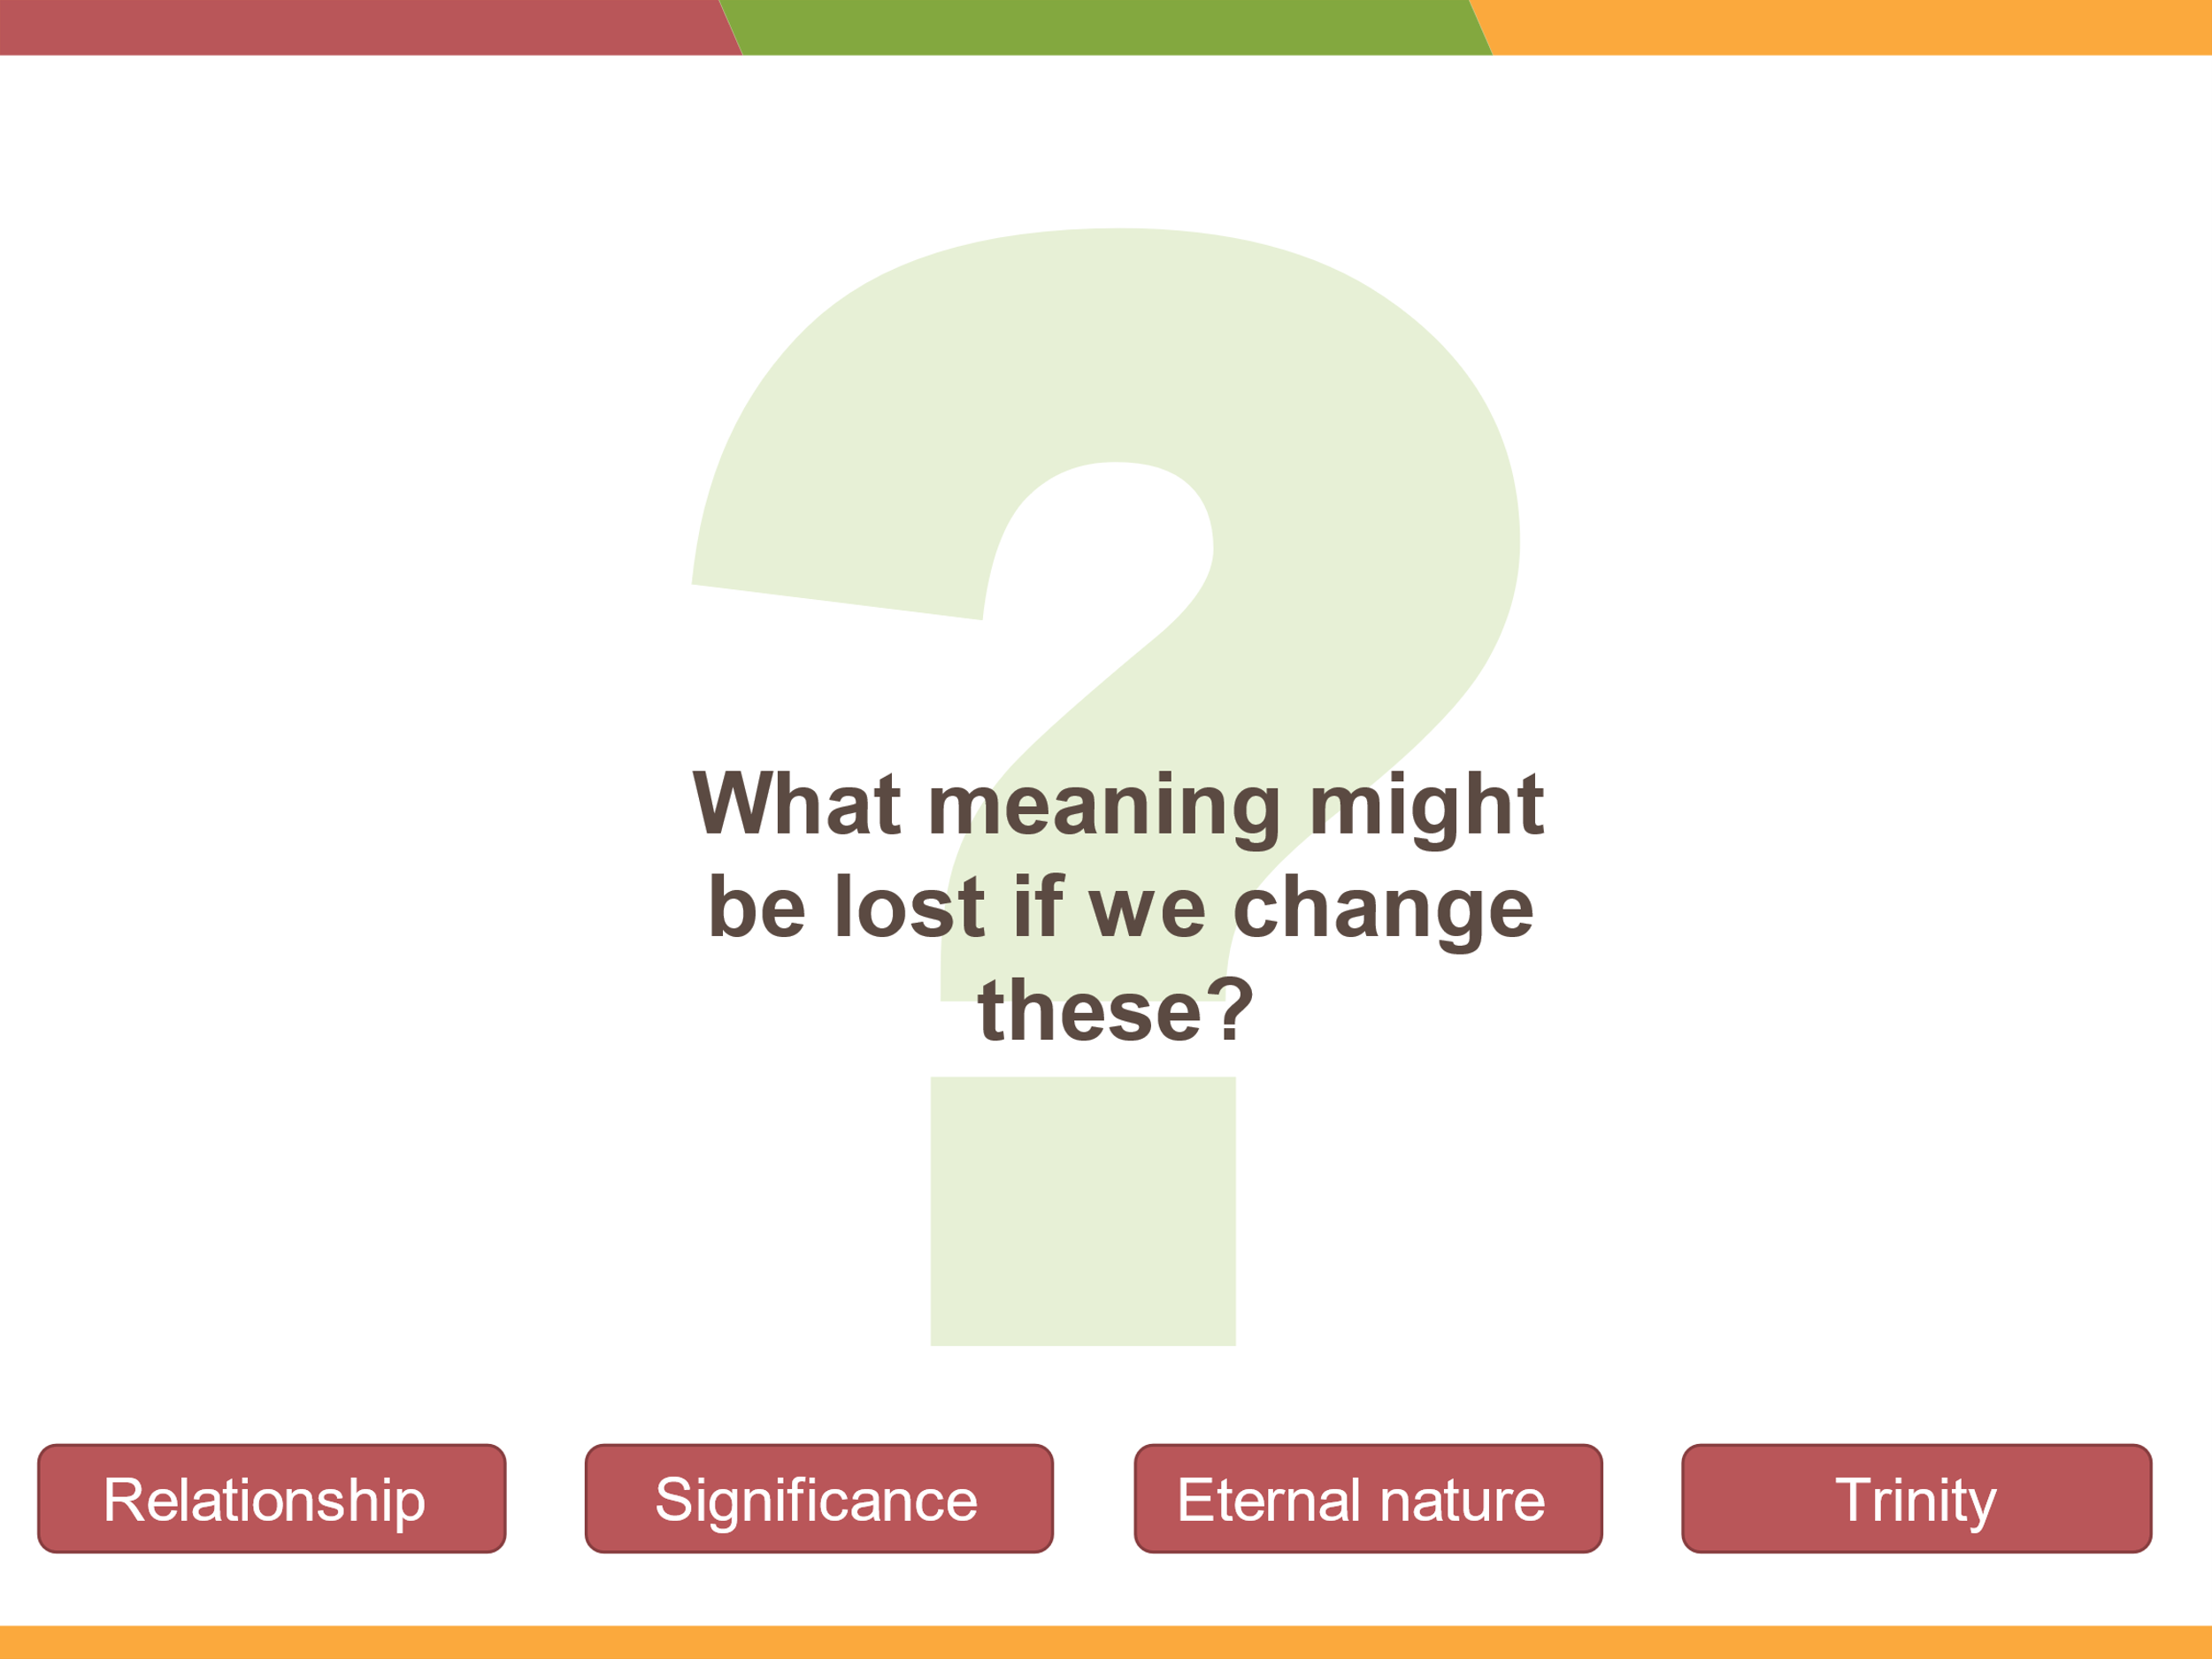 What meaning might
be lost if we change
these?
Relationship
Significance
Eternal nature
Trinity